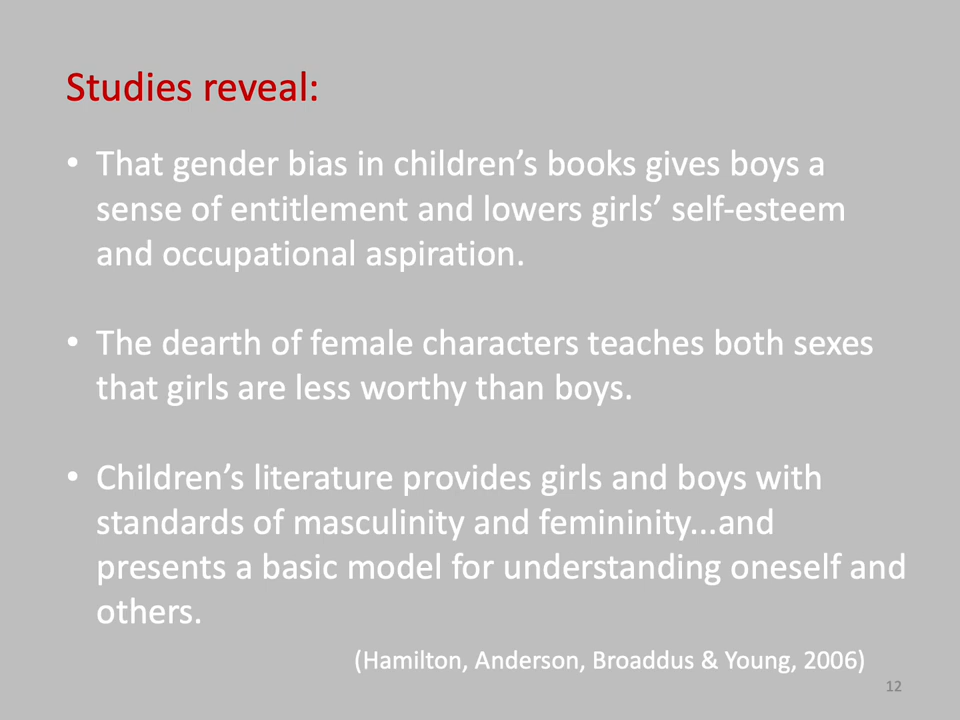 Studies reveal:
• That gender bias in children’s books gives boys a
sense of entitlement and lowers girls’ self-esteem
and occupational aspiration.
• The dearth of female characters teaches both sexes
that girls are less worthy than boys.
• Children’s literature provides girls and boys with
standards of masculinity and femininity...and
presents a basic model for understanding oneself and
others.
(Hamilton, Anderson, Broaddus & Young, 2006)
12